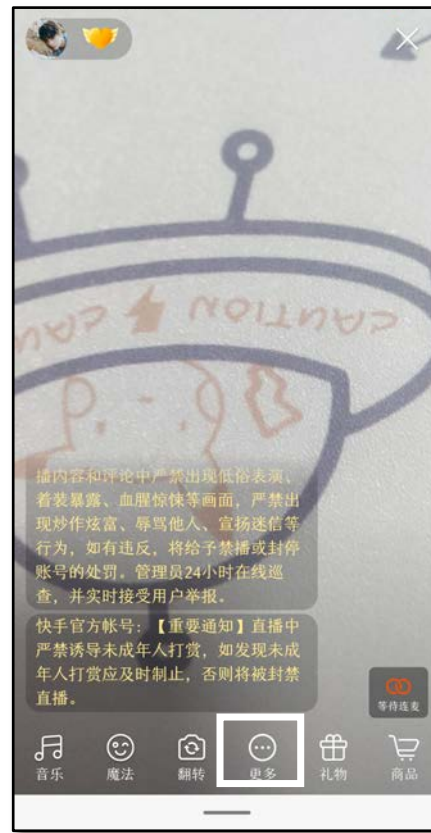 CAUTION
CAU
播内容和评论中严禁出现低俗表演、
着装暴露、血腥惊悚等画面，严禁出
现炒作炫富、辱骂他人、宣扬迷信等
行为，如有违反，将给予禁播或封停
账号的处罚。管理员24小时在线巡
查，并实时接受用户举报。
快手官方帐号：【重要通知】直播中
严禁诱导未成年人打赏，如发现未成
年人打赏应及时制止，否则将被封禁
直播。
等待连麦
音乐 魔法 翻转 更多 礼物 商品